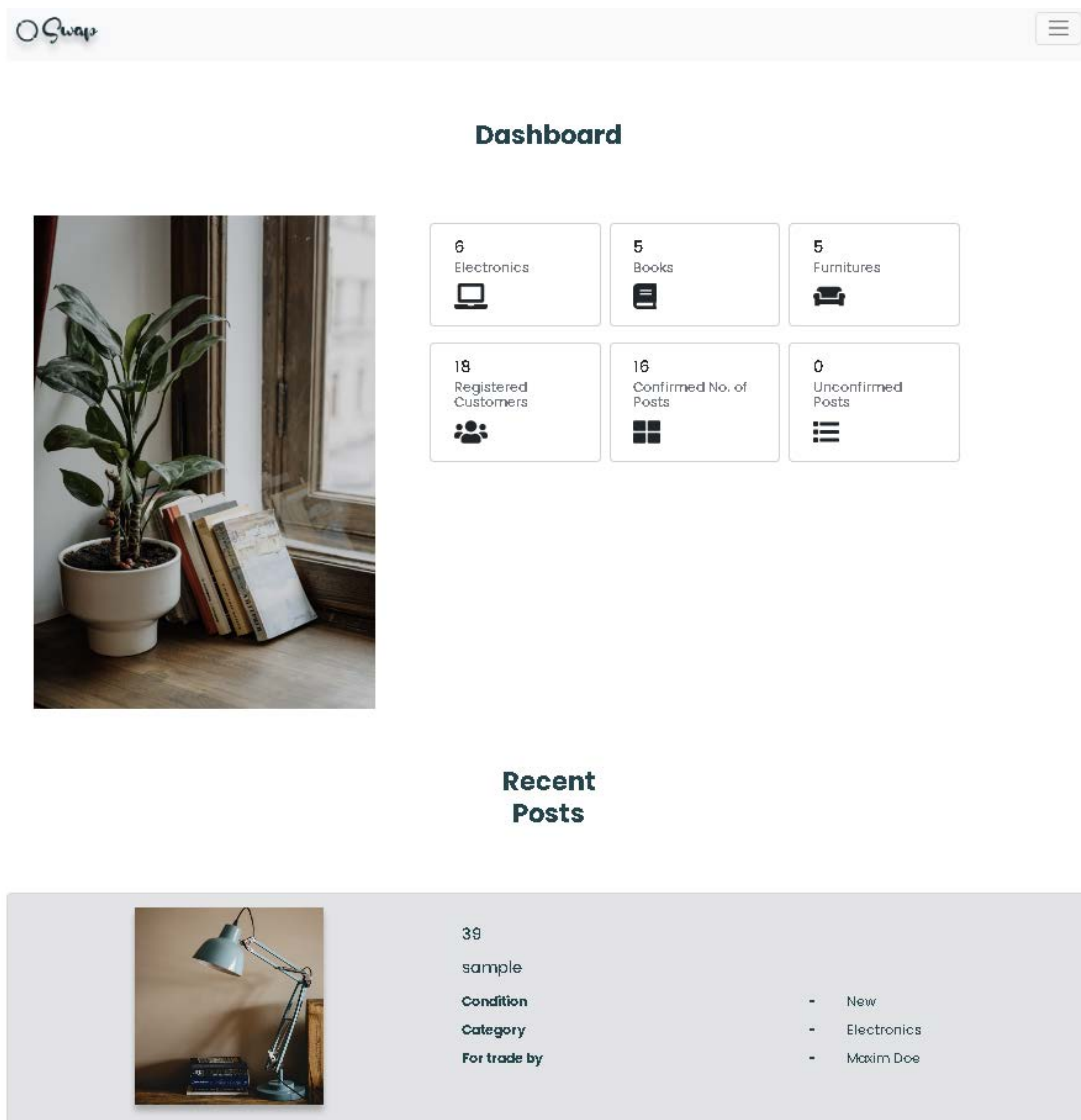 Swap
Dashboard
6
Electronics
5
Books
5
Furnitures
18
Registered
Customers
16
Confirmed No. of
Posts
0
Unconfirmed
Posts
Recent
Posts
39
sample
Condition - New
Category - Electronics
For trade by - Maxim Doe